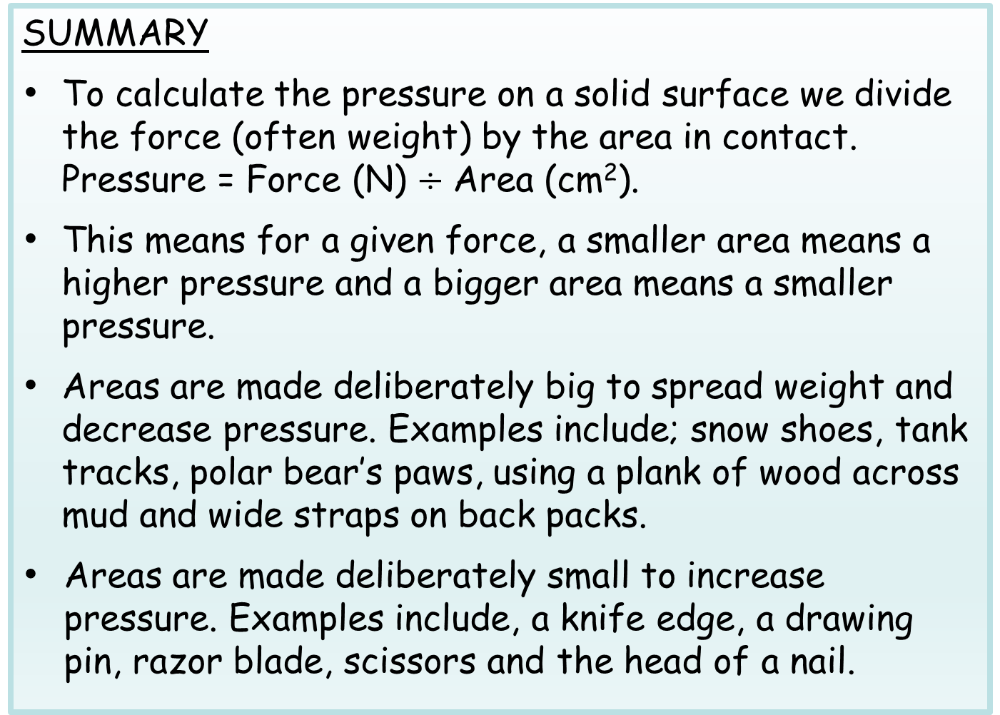 SUMMARY
• To calculate the pressure on a solid surface we divide
the force (often weight) by the area in contact.
Pressure = Force (N) ÷ Area (cm²).
• This means for a given force, a smaller area means a
higher pressure and a bigger area means a smaller
pressure.
• Areas are made deliberately big to spread weight and
decrease pressure. Examples include; snow shoes, tank
tracks, polar bear’s paws, using a plank of wood across
mud and wide straps on back packs.
• Areas are made deliberately small to increase
pressure. Examples include, a knife edge, a drawing
pin, razor blade, scissors and the head of a nail.